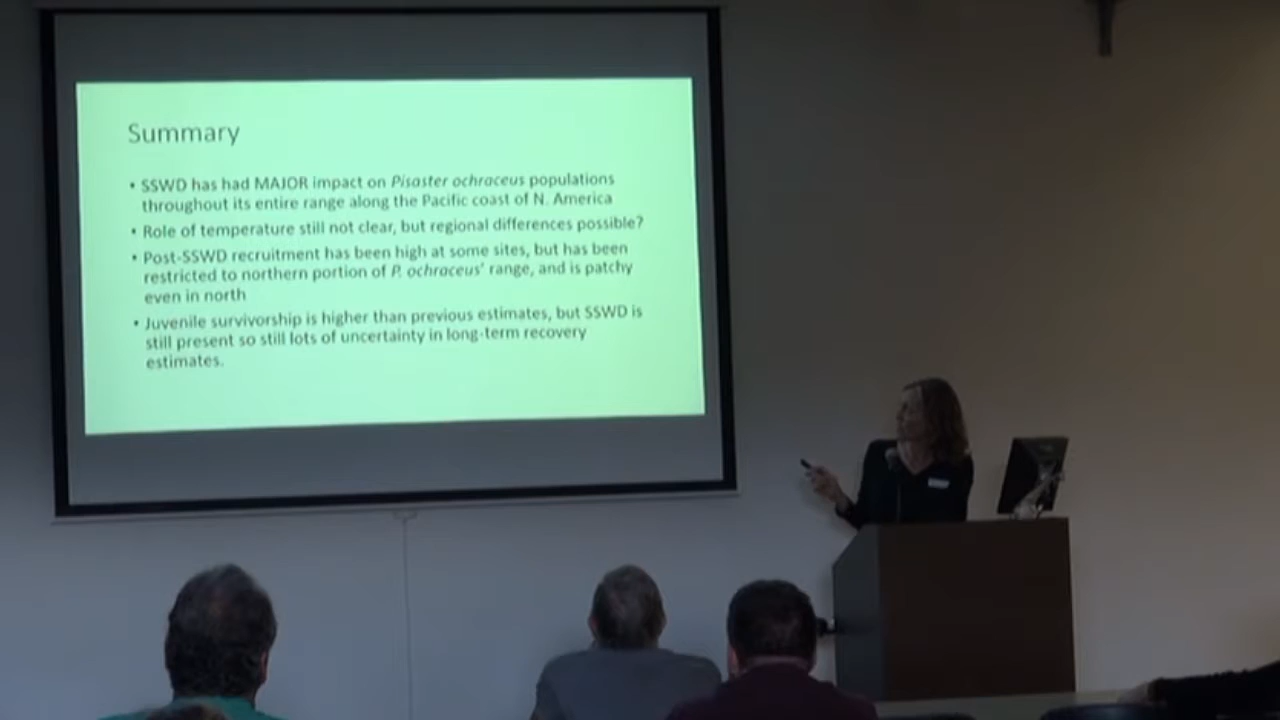 Summary
• SSWD has had MAJOR impact on Pisaster ochraceus populations
throughout its entire range along the Pacific coast of N. America
• Role of temperature still not clear, but regional differences possible?
• Post-SSWD recruitment has been high at some sites, but has been
restricted to northern portion of P. ochraceus' range, and is patchy
even in north
• Juvenile survivorship is higher than previous estimates, but SSWD is
still present so still lots of uncertainty in long-term recovery
estimates.